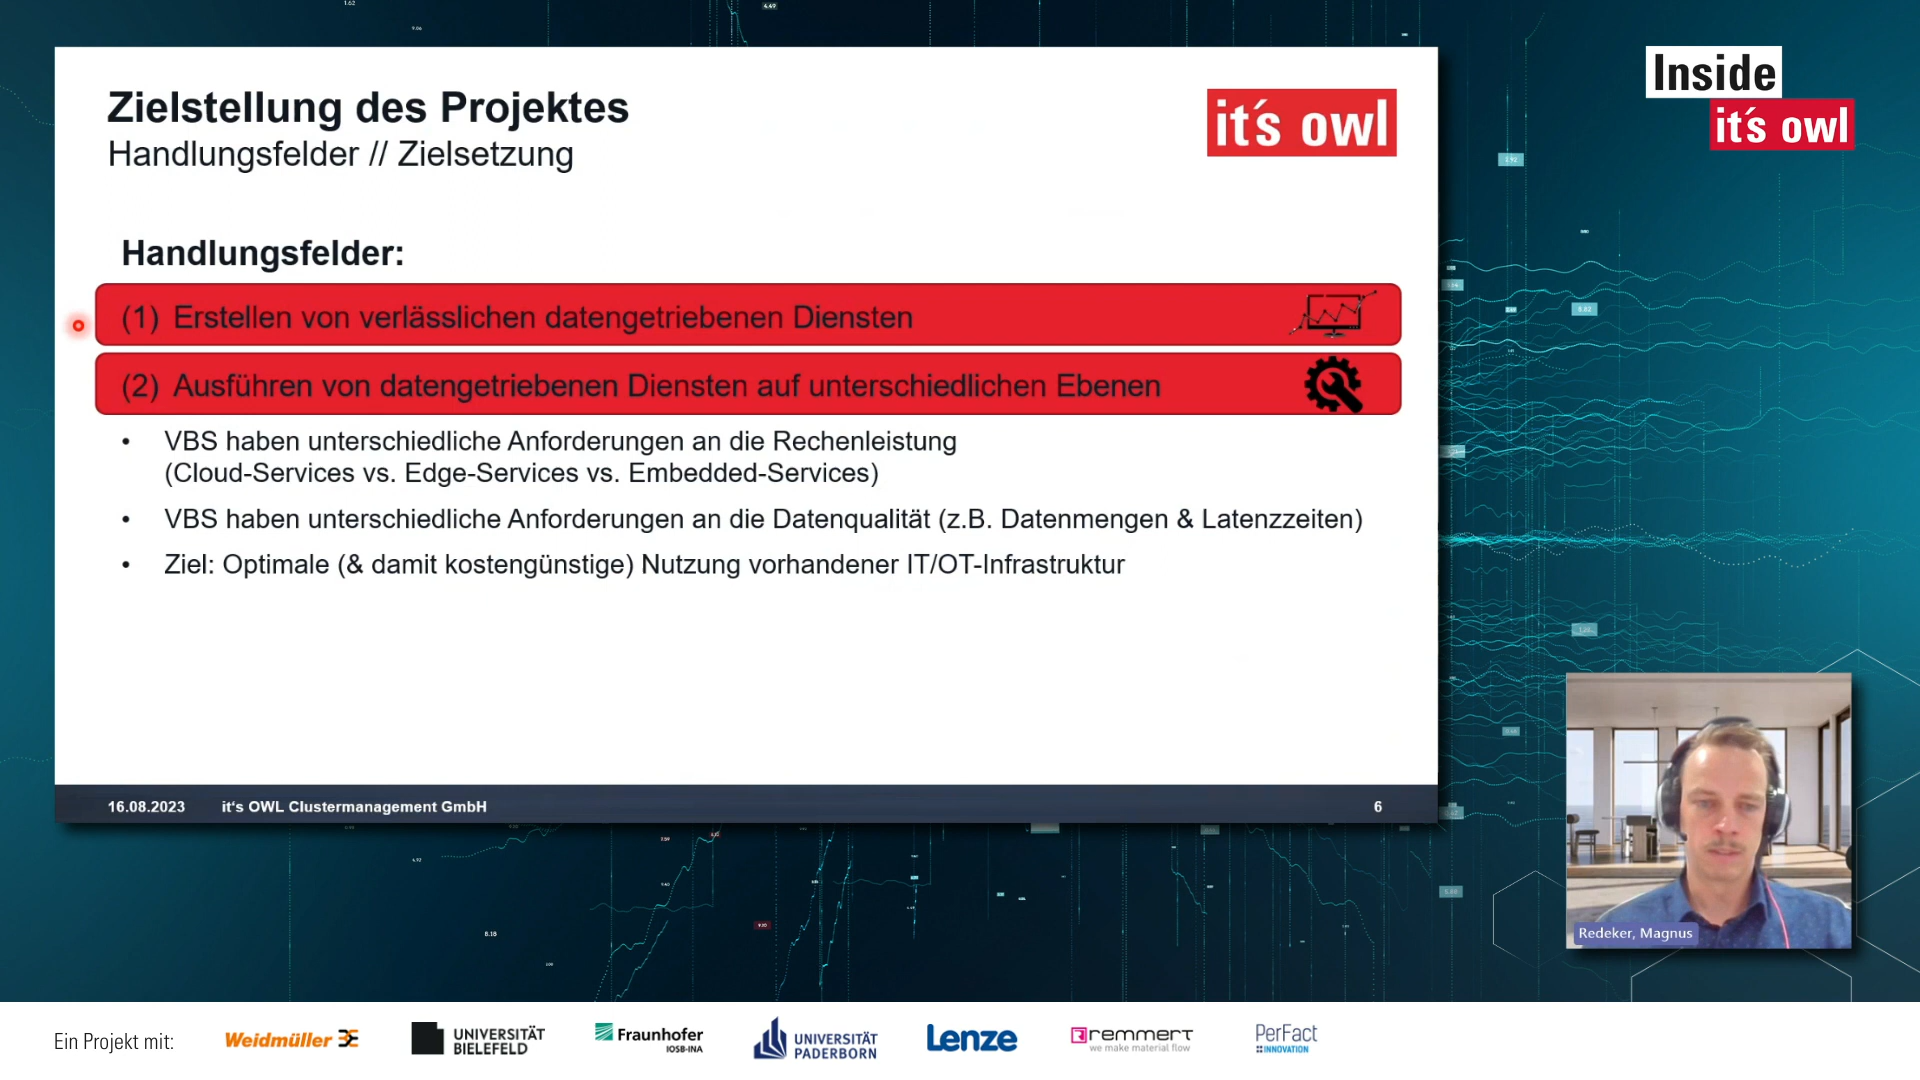 Zielstellung des Projektes
Handlungsfelder // Zielsetzung
it´s owl
Inside
it´s owl
Handlungsfelder:
(1) Erstellen von verlässlichen datengetriebenen Diensten
(2) Ausführen von datengetriebenen Diensten auf unterschiedlichen Ebenen
• VBS haben unterschiedliche Anforderungen an die Rechenleistung
(Cloud-Services vs. Edge-Services vs. Embedded-Services)
• VBS haben unterschiedliche Anforderungen an die Datenqualität (z.B. Datenmengen & Latenzzeiten)
• Ziel: Optimale (& damit kostengünstige) Nutzung vorhandener IT/OT-Infrastruktur
16.08.2023 it‘s OWL Clustermanagement GmbH 6
Redeker, Magnus
Ein Projekt mit:
Weidmüller
UNIVERSITÄT
BIELEFELD
Fraunhofer
IOSB-INA
UNIVERSITÄT
PADERBORN
Lenze
remmert
we make material flow
PerFact
INNOVATION